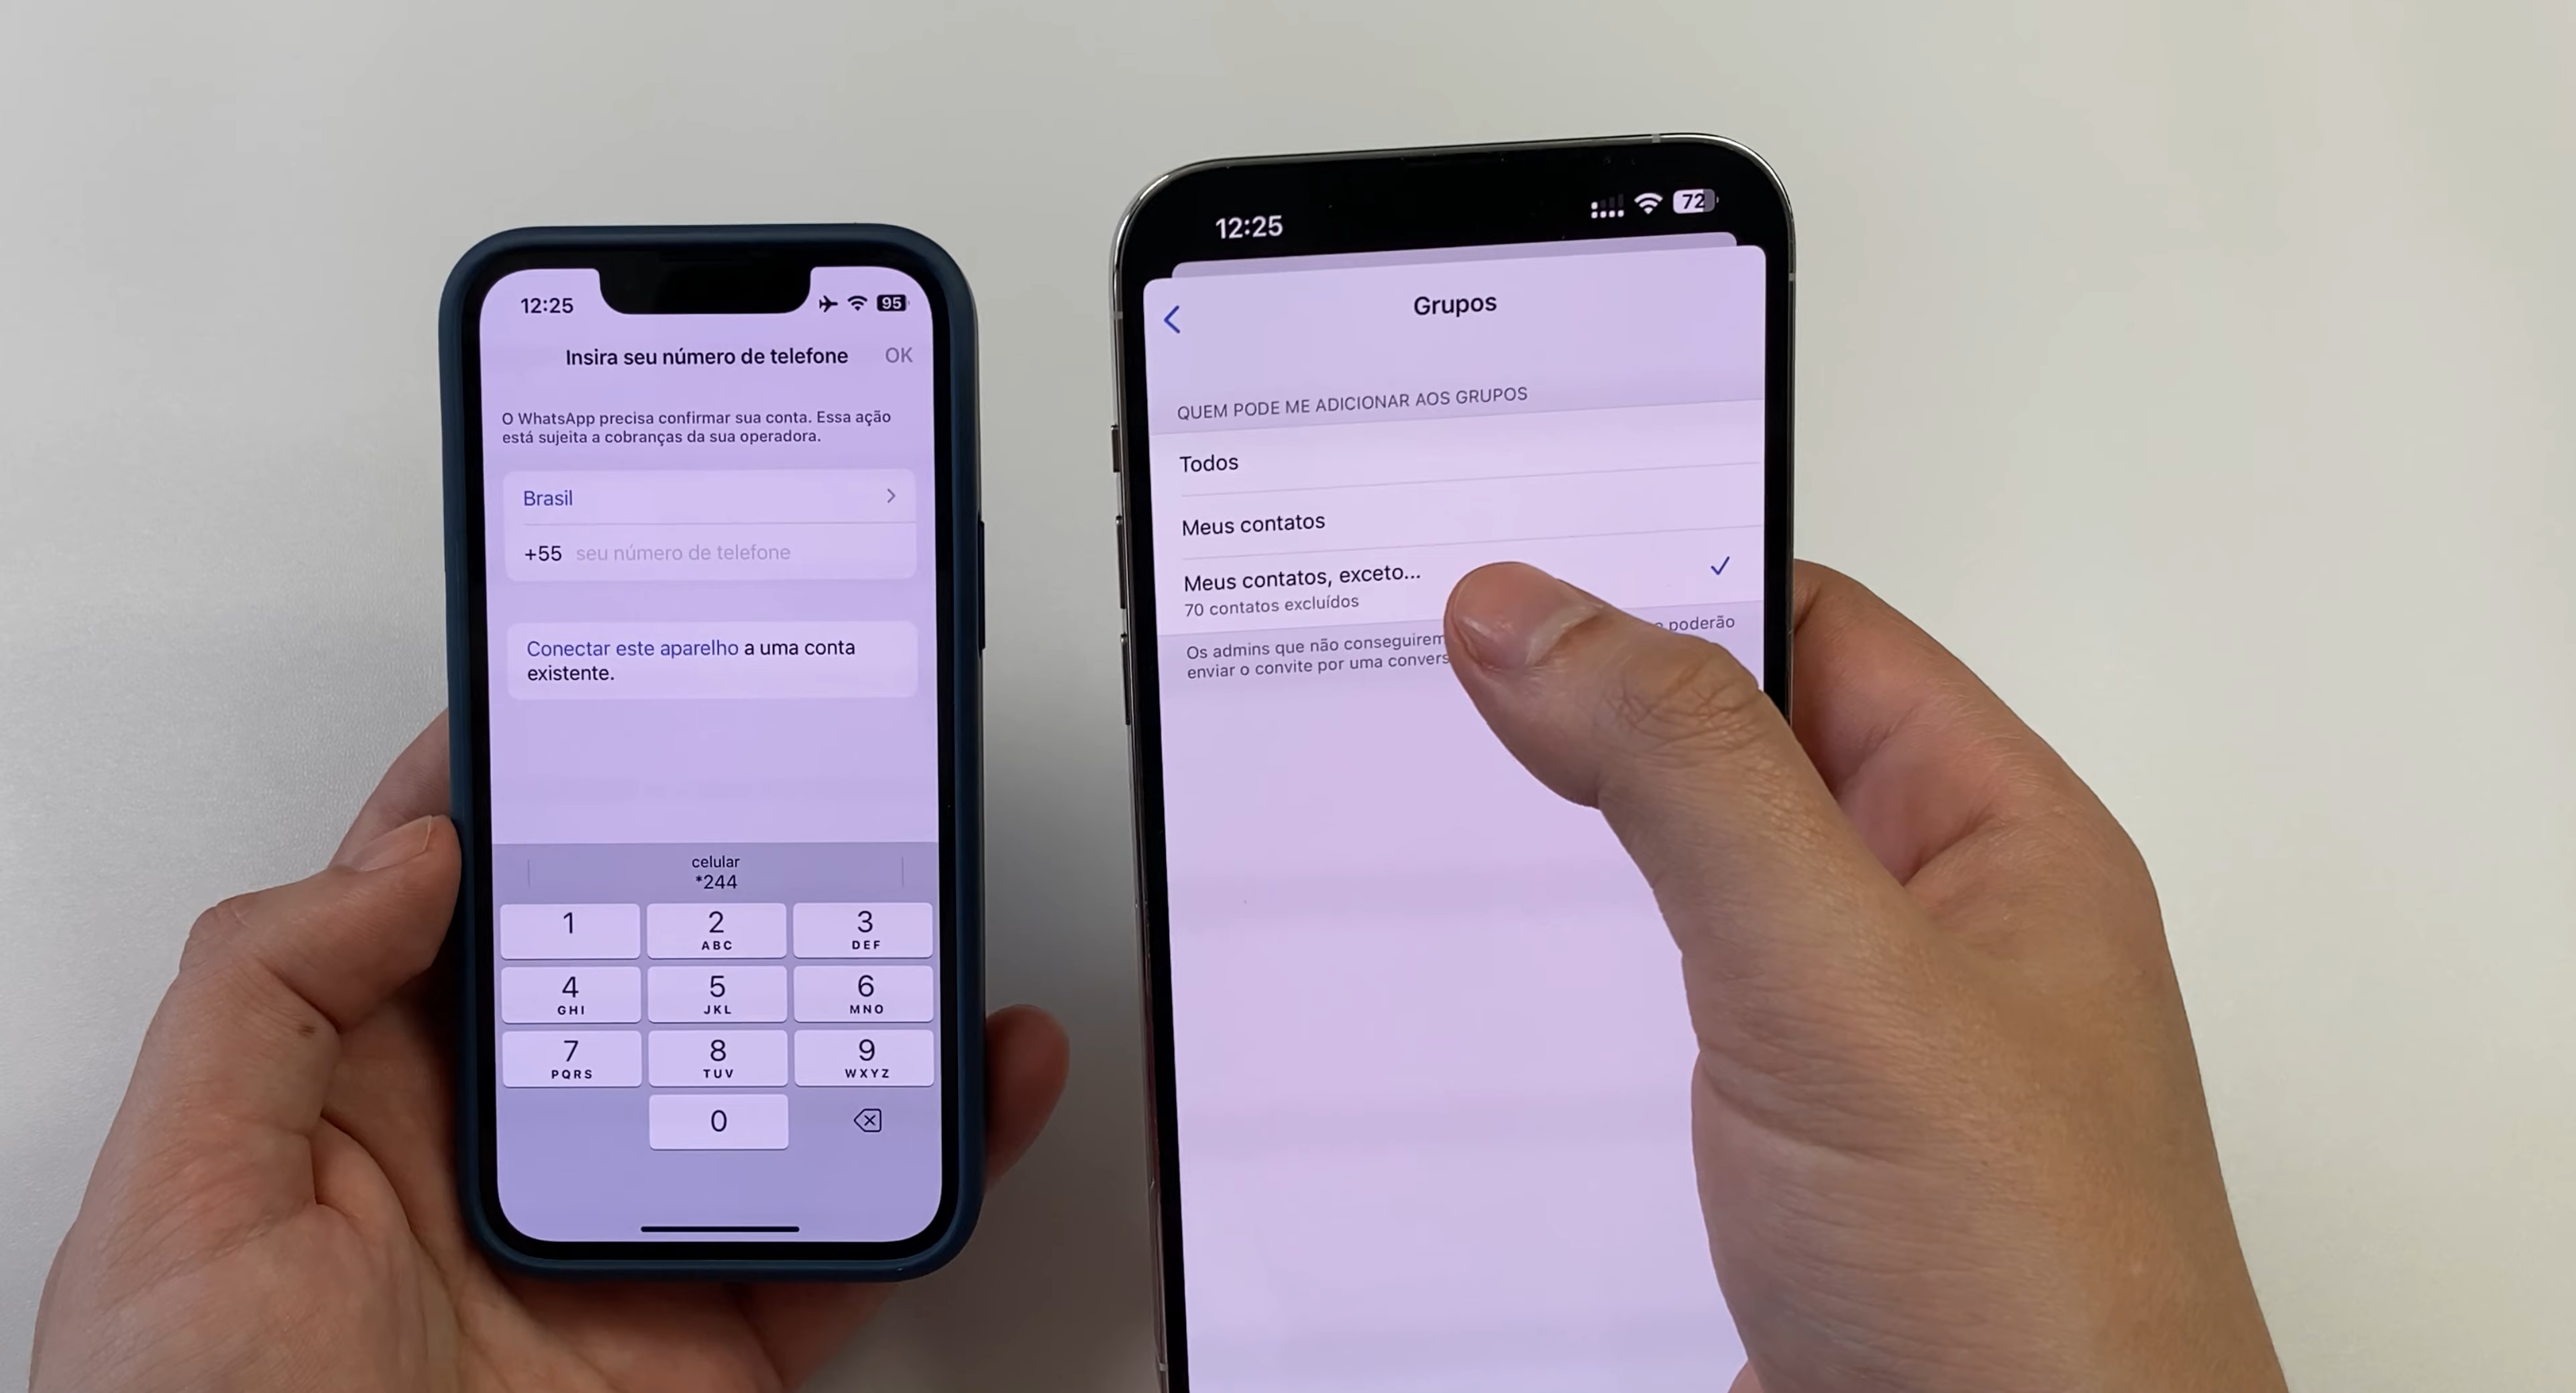 12:25
95
Insira seu número de telefone
OK
O WhatsApp precisa confirmar sua conta. Essa ação
está sujeita a cobranças da sua operadora.
Brasil
+55 seu número de telefone
Conectar este aparelho a uma conta
existente.
celular
*244
1
2
ABC
3
DEF
4
GHI
5
JKL
6
MNO
7
PQRS
8
TUV
9
WXYZ
0
12:25
72
Grupos
QUEM PODE ME ADICIONAR AOS GRUPOS
Todos
Meus contatos
Meus contatos, exceto...
70 contatos excluídos
Os admins que não conseguirem poderão
enviar o convite por uma